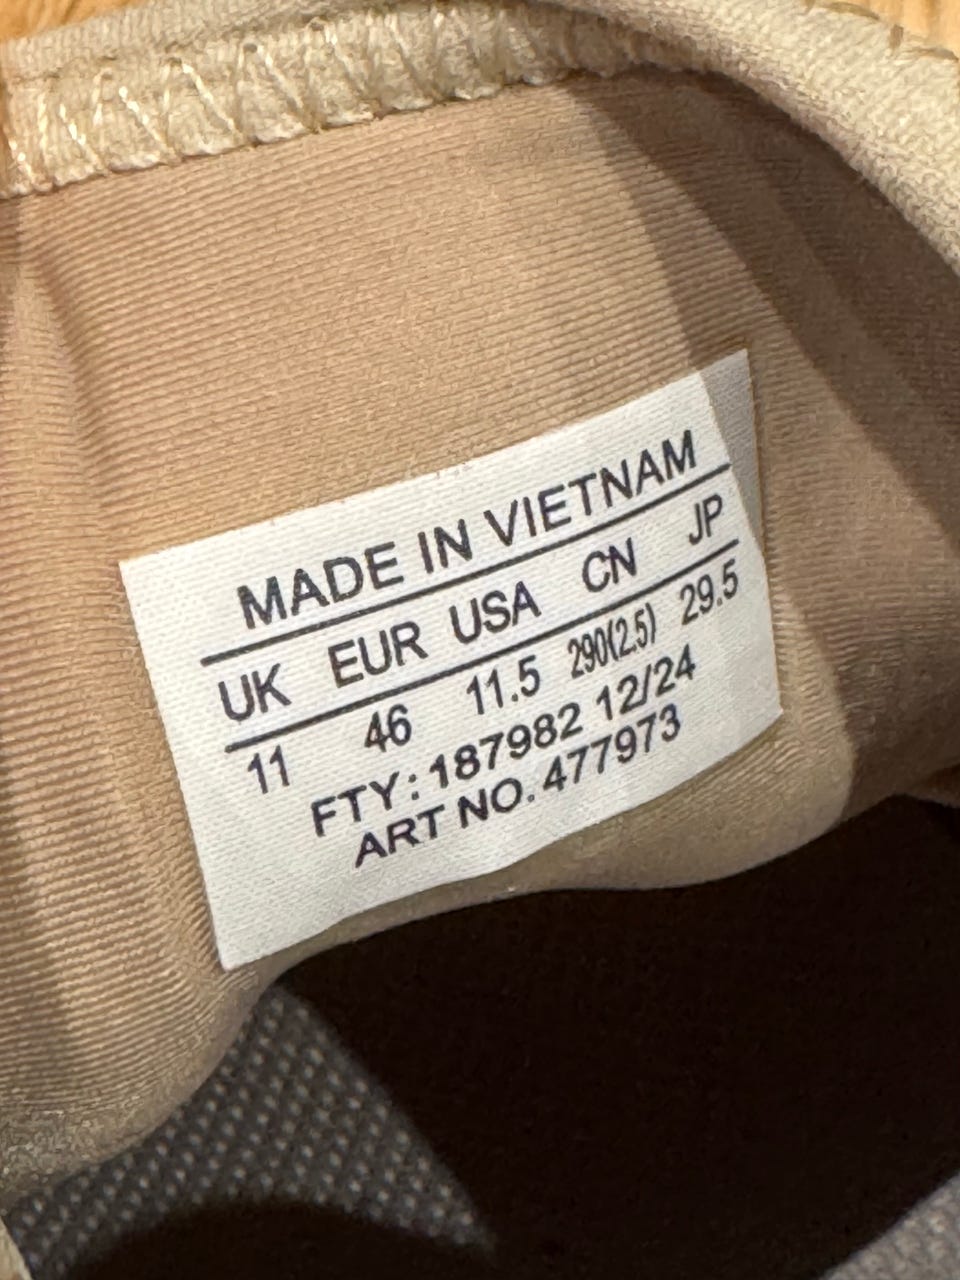 MADE IN VIETNAM
UK EUR USA CN JP
11 46 11.5 290(2.5) 29.5
FTY: 187982 12/24
ART NO. 477973